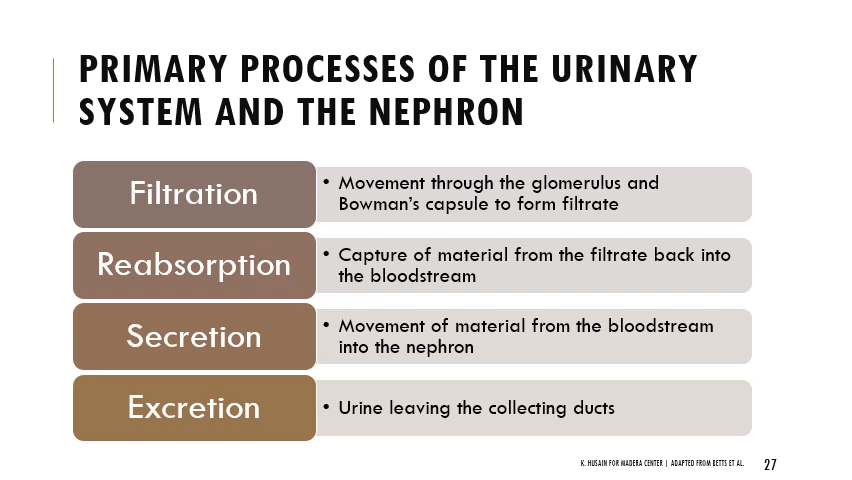 PRIMARY PROCESSES OF THE URINARY
SYSTEM AND THE NEPHRON
Filtration
• Movement through the glomerulus and
Bowman's capsule to form filtrate
Reabsorption
• Capture of material from the filtrate back into
the bloodstream
Secretion
• Movement of material from the bloodstream
into the nephron
Excretion
• Urine leaving the collecting ducts
K. HUSAIN FOR MADERA CENTER | ADAPTED FROM BETTS ET AL.
27